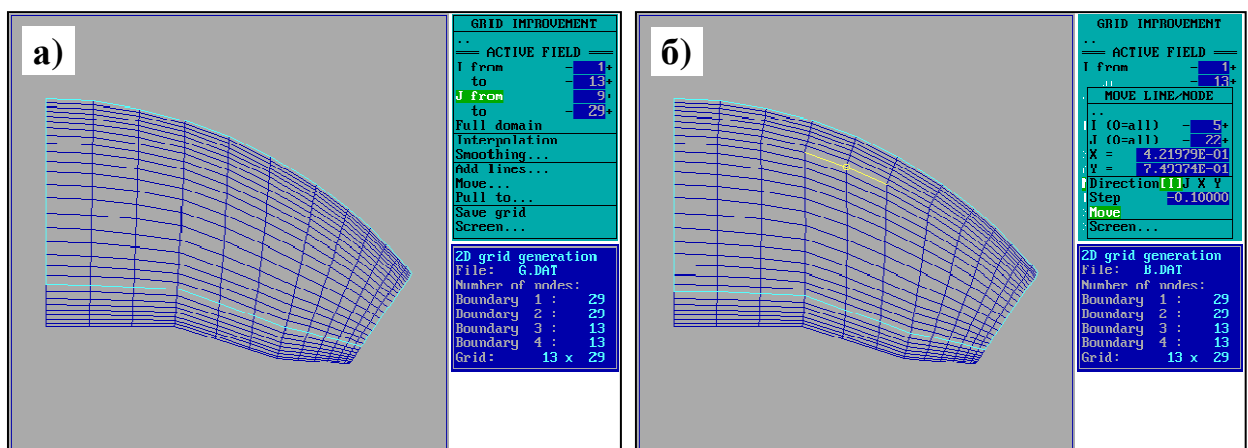 а)
GRID IMPROVEMENT
..
ACTIVE FIELD
I from - 1+
to - 13+
J from 9+
to - 29+
Full domain
Interpolation
Smoothing...
Add lines...
Move...
Pull to...
Save grid
Screen...
2D grid generation
File: G.DAT
Number of nodes:
Boundary 1 : 29
Boundary 2 : 29
Boundary 3 : 13
Boundary 4 : 13
Grid: 13 x 29
б)
GRID IMPROVEMENT
..
ACTIVE FIELD
I from - 1+
- 13+
MOVE LINE/NODE
..
I (0=all) - 5+
J (0=all) - 22+
X = 4.21979E-01
Y = 7.49374E-01
Direction[I]J X Y
Step -0.10000
Move
Screen...
2D grid generation
File: B.DAT
Number of nodes:
Boundary 1 : 29
Boundary 2 : 29
Boundary 3 : 13
Boundary 4 : 13
Grid: 13 x 29